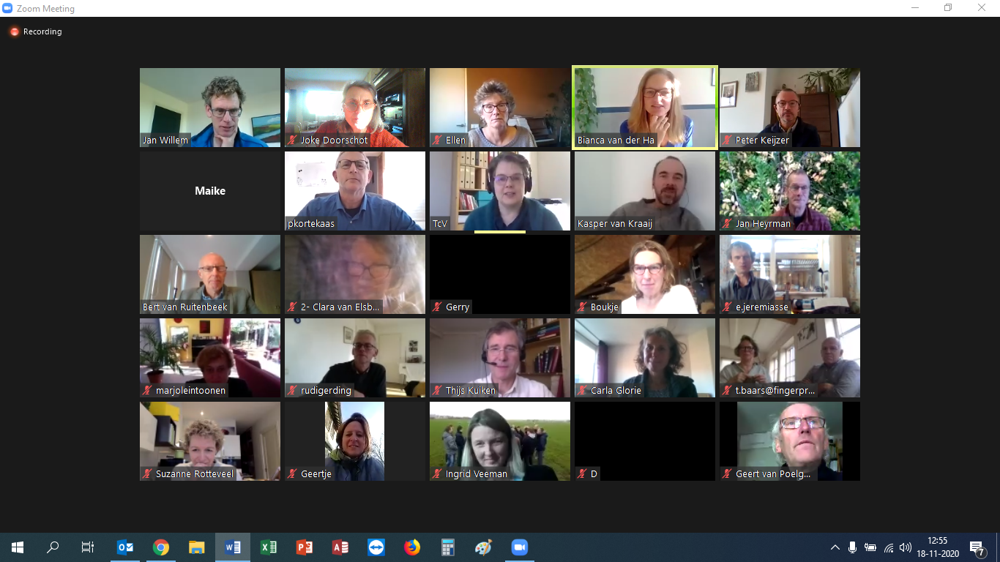 Zoom Meeting
Recording
Jan Willem
Joke Doorschot
Ellen
Bianca van der Ha
Peter Keijzer
Maike
pkortekaas
TcV
Kasper van Kraaij
Jan Heyrman
Bert van Ruitenbeek
2- Clara van Elsb...
Gerry
Boukje
e.jeremiasse
marjoleintoonen
rudigerding
Thijs Kuiken
Carla Glorie
t.baars@fingerpr...
Suzanne Rotteveel
Geertje
Ingrid Veeman
D
Geert van Poelg...
12:55
18-11-2020
7